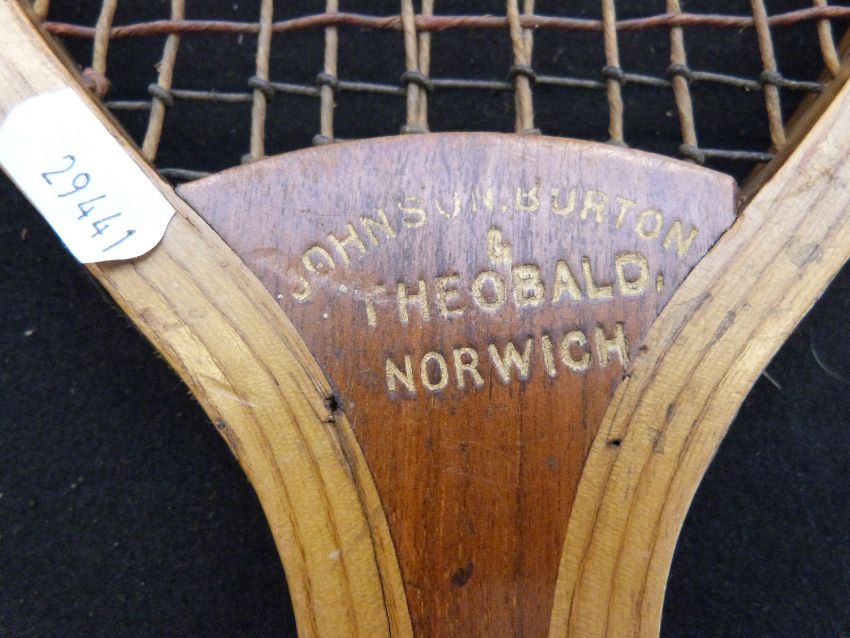 29441
JOHNSON. BURTON
&
THEOBALD,
NORWICH